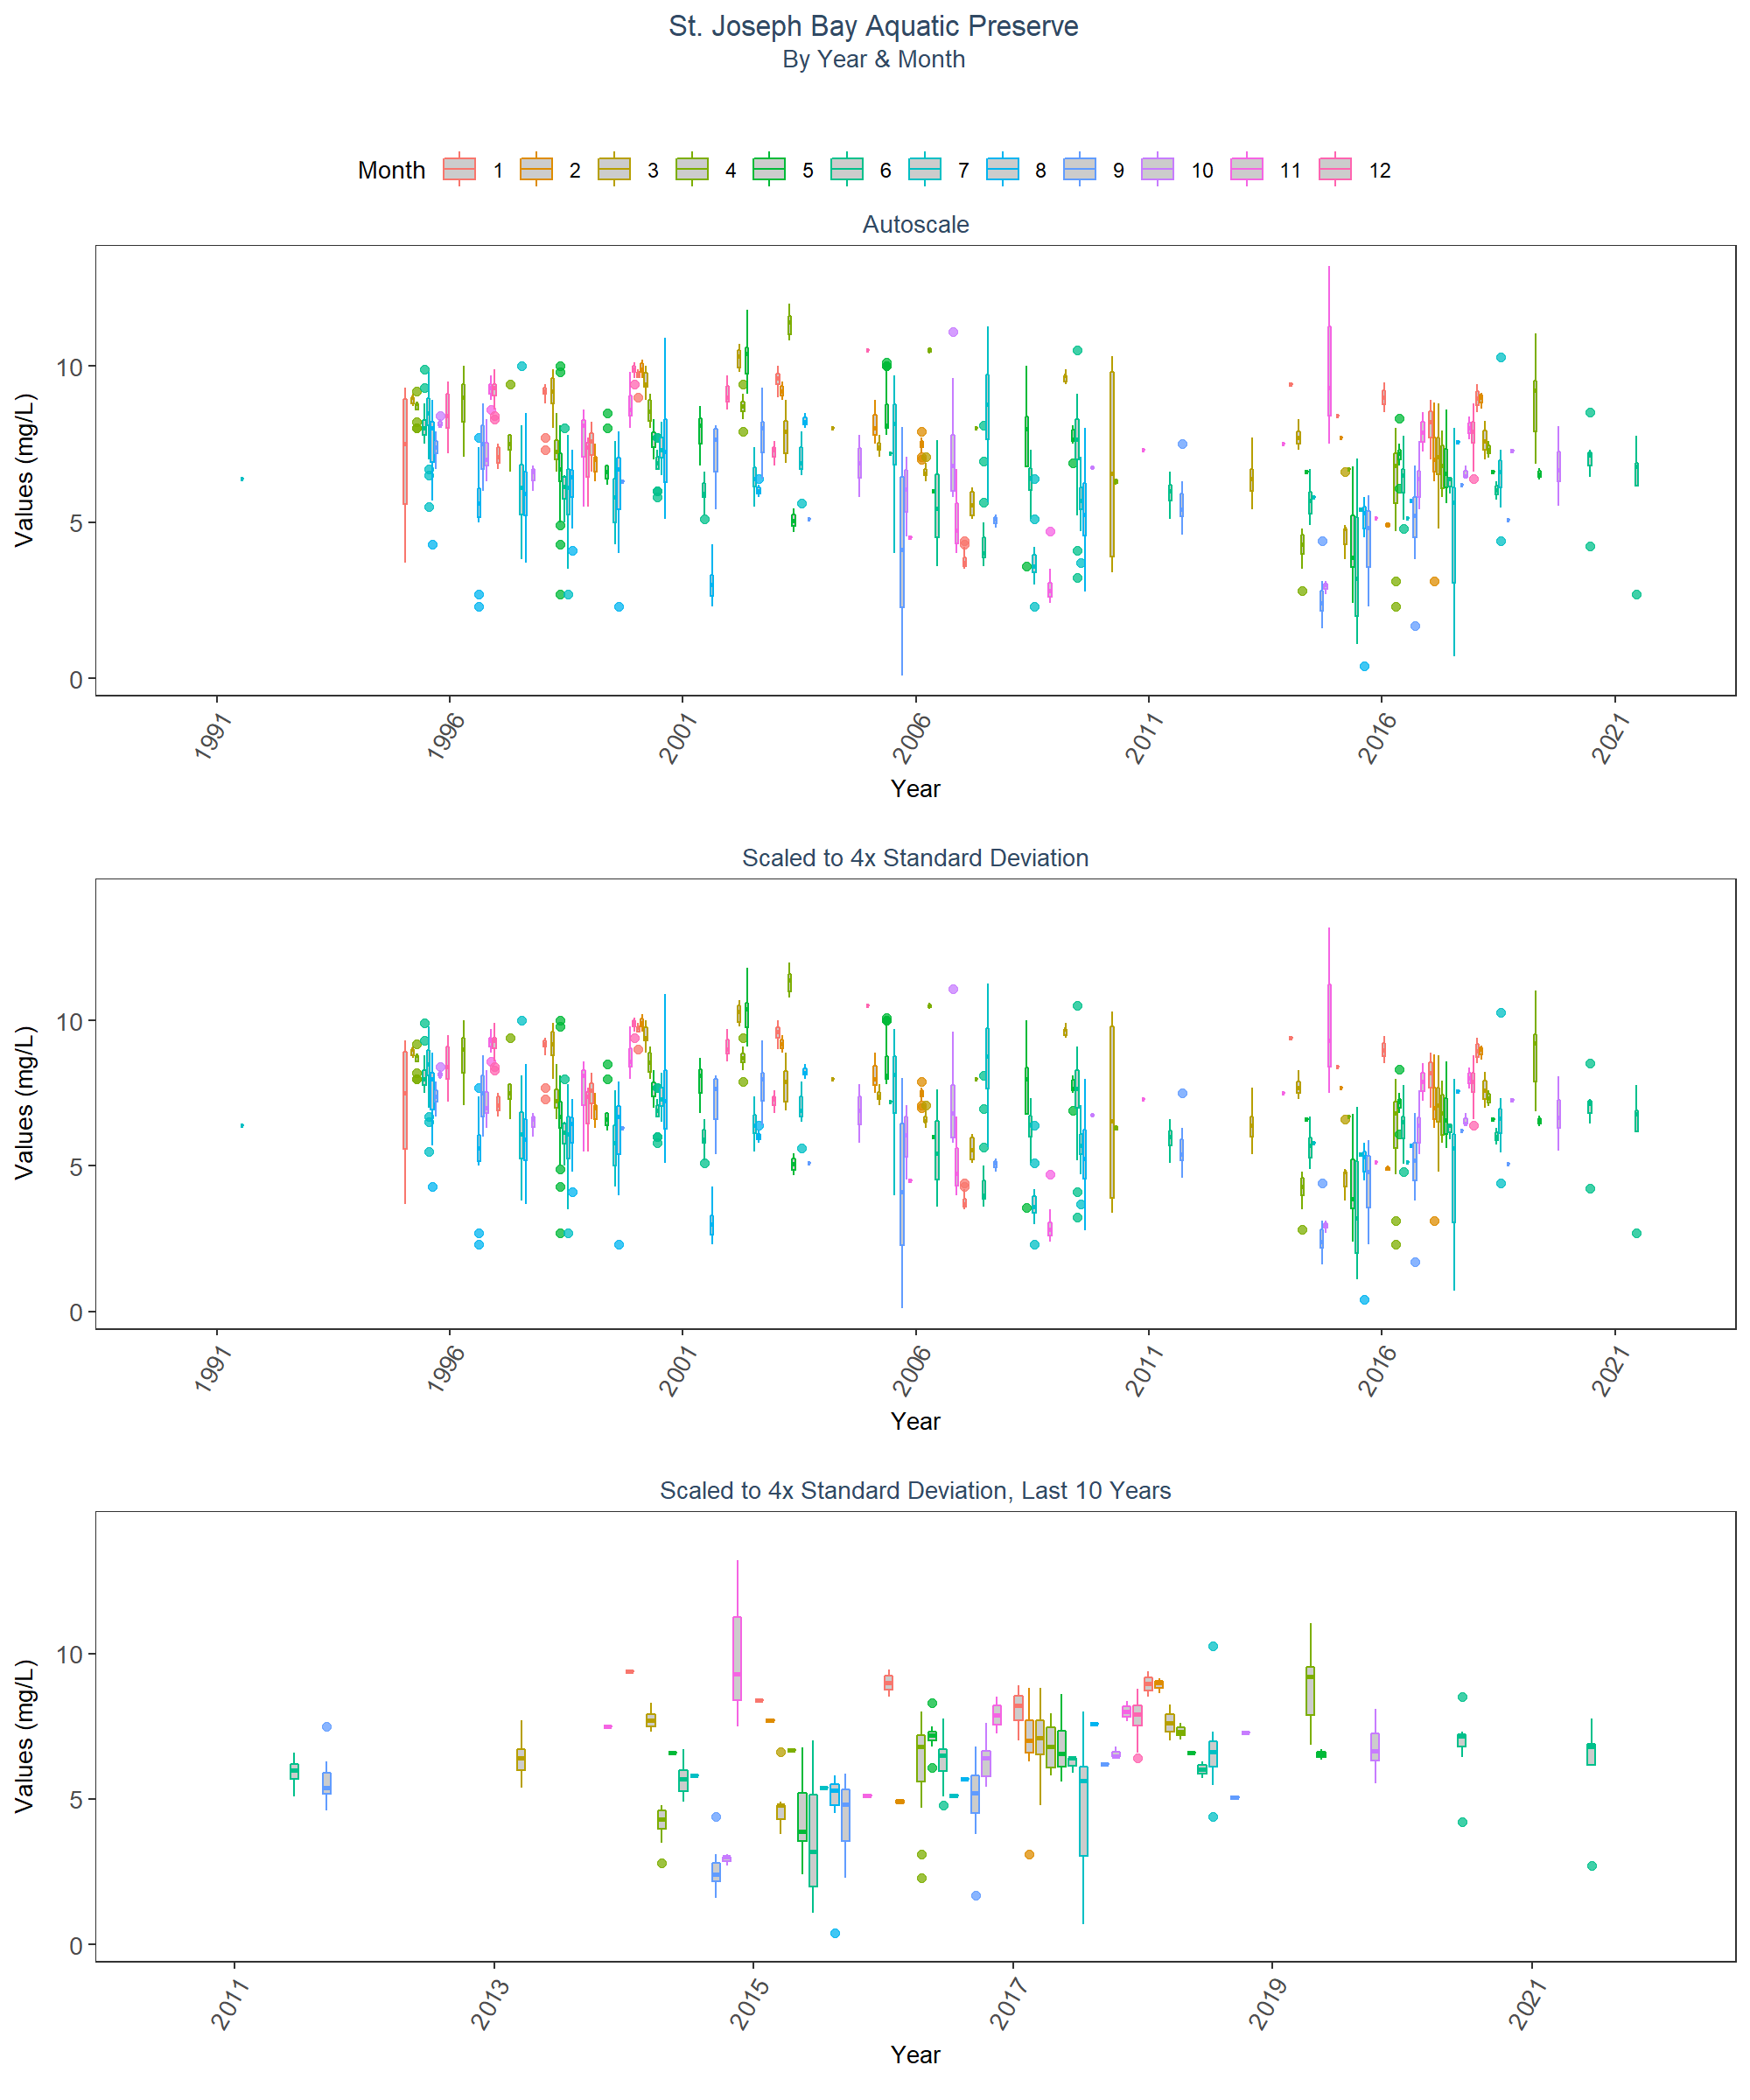 St. Joseph Bay Aquatic Preserve
By Year & Month
Month 1 2 3 4 5 6 7 8 9 10 11 12
Autoscale
Values (mg/L)
10
5
0
1991 1996 2001 2006 2011 2016 2021
Year
Scaled to 4x Standard Deviation
Values (mg/L)
10
5
0
1991 1996 2001 2006 2011 2016 2021
Year
Scaled to 4x Standard Deviation, Last 10 Years
Values (mg/L)
10
5
0
2011 2013 2015 2017 2019 2021
Year